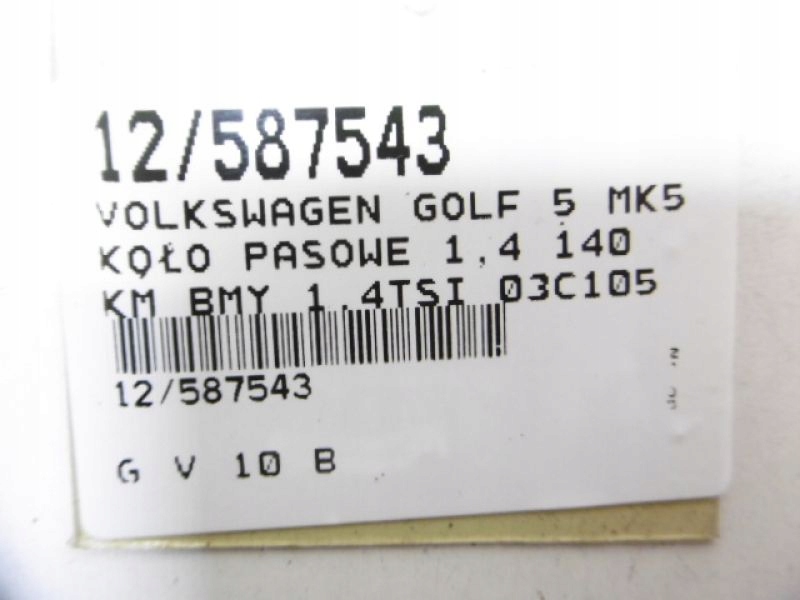 12/587543
VOLKSWAGEN GOLF 5 MK5
KOŁO PASOWE 1,4 140
KM BMY 1.4TSI 03C105
12/587543
G V 10 B